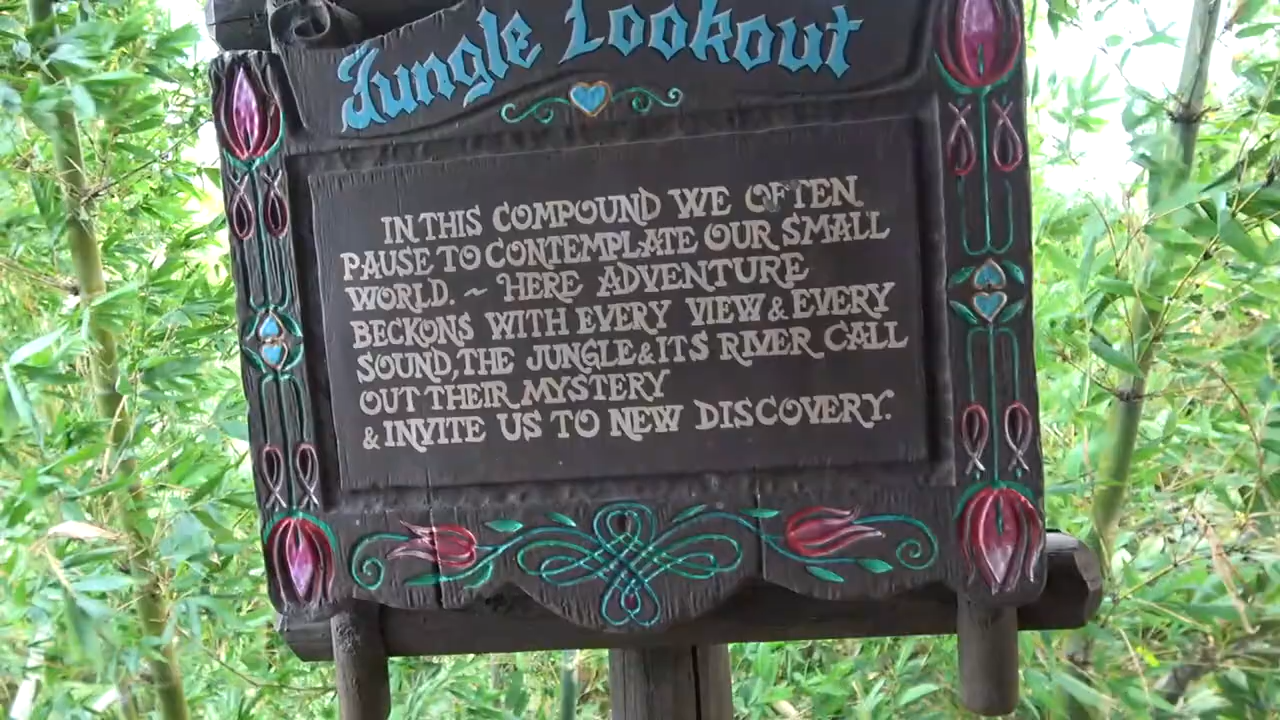 Jungle Lookout
IN THIS COMPOUND WE OFTEN
PAUSE TO CONTEMPLATE OUR SMALL
WORLD. ~ HERE ADVENTURE
BECKONS WITH EVERY VIEW & EVERY
SOUND, THE JUNGLE & ITS RIVER CALL
OUT THEIR MYSTERY
& INVITE US TO NEW DISCOVERY.